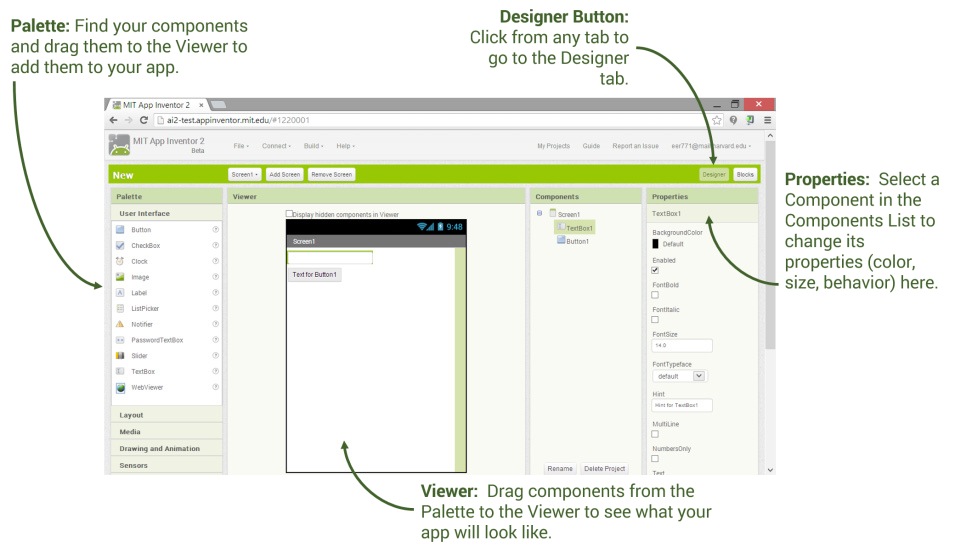 Palette: Find your components
and drag them to the Viewer to
add them to your app.
Designer Button:
Click from any tab to
go to the Designer
tab.
MIT App Inventor 2
ai2-test.appinventor.mit.edu/#1220001
MIT App Inventor 2
Beta
File
Connect
Build
Help
My Projects
Guide
Report an Issue
New
Screen1
Add Screen
Remove Screen
Designer
Blocks
Palette
User Interface
Button
CheckBox
Clock
Image
Label
ListPicker
Notifier
PasswordTextBox
Slider
TextBox
WebViewer
Layout
Media
Drawing and Animation
Sensors
Viewer
Display hidden components in Viewer
9:48
Screen1
Text for Button1
Components
Screen1
TextBox1
Button1
Rename
Delete Project
Properties
TextBox1
BackgroundColor
Default
Enabled
FontBold
FontItalic
FontSize
14.0
FontTypeface
default
Hint
Hint for TextBox1
MultiLine
NumbersOnly
Text
Properties: Select a
Component in the
Components List to
change its
properties (color,
size, behavior) here.
Viewer: Drag components from the
Palette to the Viewer to see what your
app will look like.